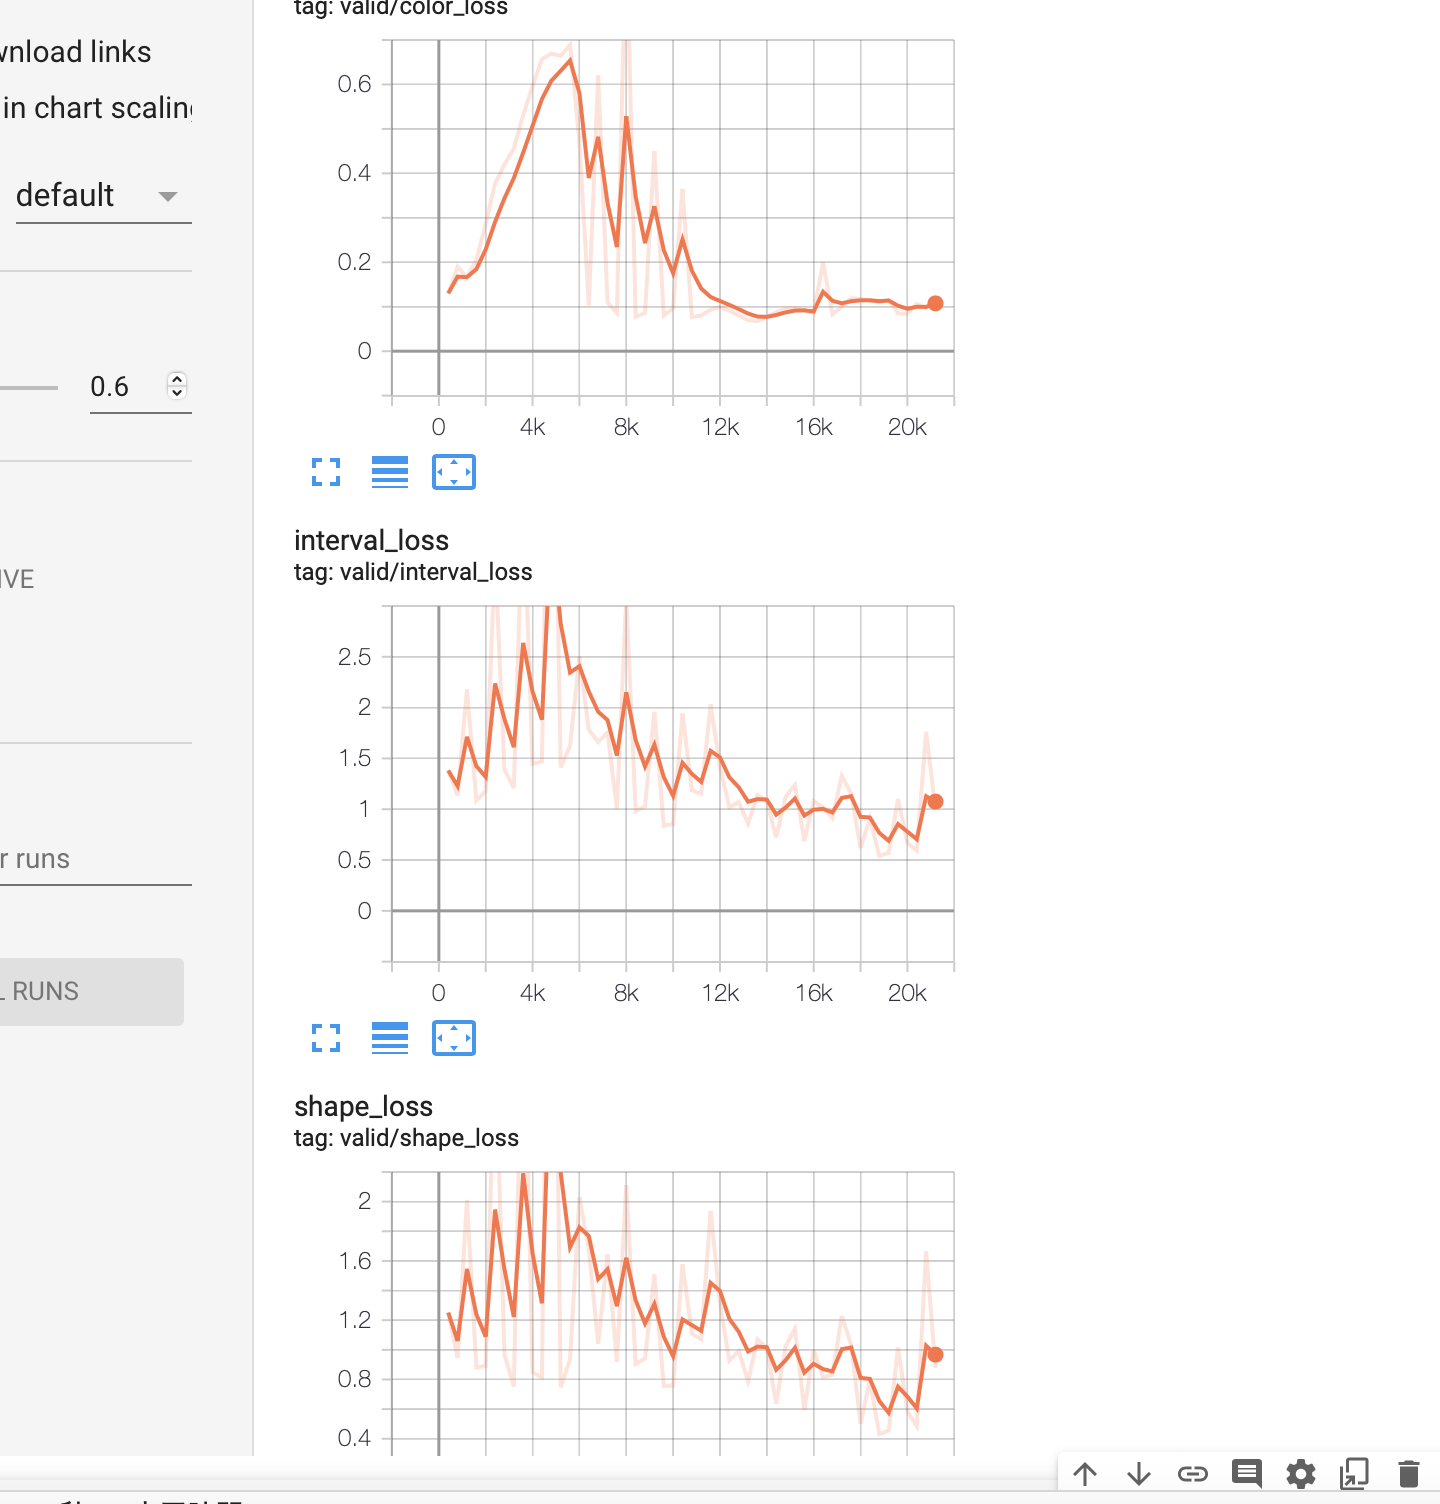 tag: valid/color_loss
wnload links
in chart scaling
default
0.6
IVE
r runs
L RUNS
0.6
0.4
0.2
0
0
4k
8k
12k
16k
20k
interval_loss
tag: valid/interval_loss
2.5
2
1.5
1
0.5
0
0
4k
8k
12k
16k
20k
shape_loss
tag: valid/shape_loss
2
1.6
1.2
0.8
0.4